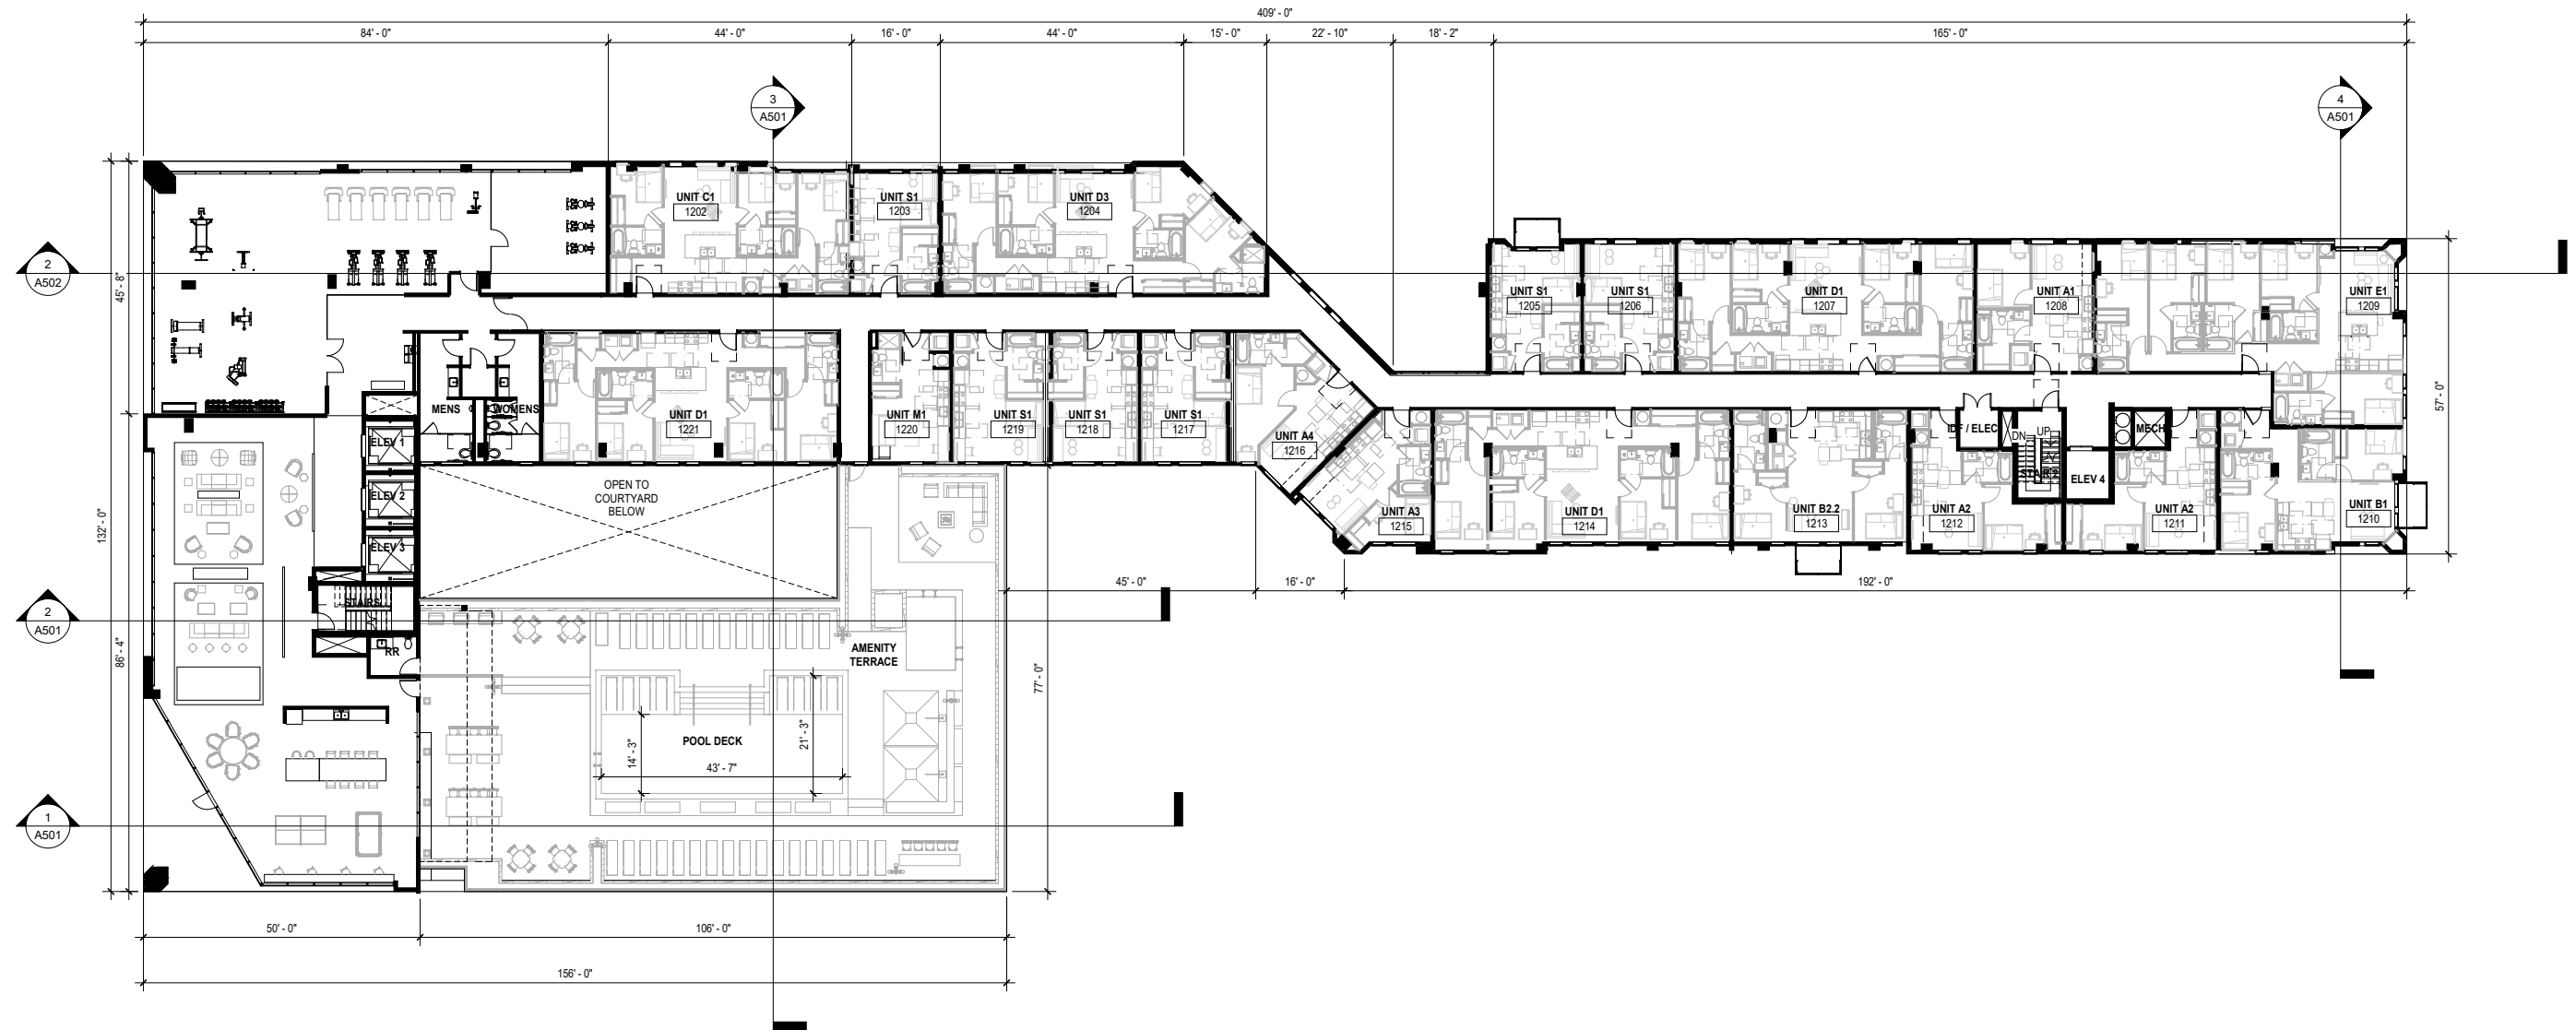 409' - 0"
84' - 0"
44' - 0"
16' - 0"
44' - 0"
15' - 0"
22' - 10"
18' - 2"
165' - 0"
3
A501
4
A501
UNIT C1
1202
UNIT S1
1203
UNIT D3
1204
2
A502
45' - 8"
UNIT S1
1205
UNIT S1
1206
UNIT D1
1207
UNIT A1
1208
UNIT E1
1209
57' - 0"
MENS
WOMENS
UNIT D1
1221
UNIT M1
1220
UNIT S1
1219
UNIT S1
1218
UNIT S1
1217
UNIT A4
1216
UNIT A3
1215
UNIT D1
1214
UNIT B2.2
1213
UNIT A2
1212
IDF / ELEC
DN
UP
STAIR 2
ELEV 4
MECH
UNIT A2
1211
UNIT B1
1210
ELEV 1
ELEV 2
ELEV 3
OPEN TO
COURTYARD
BELOW
132' - 0"
45' - 0"
16' - 0"
192' - 0"
2
A501
STAIRS
RR
86' - 4"
AMENITY
TERRACE
77' - 0"
POOL DECK
14' - 3"
21' - 3"
43' - 7"
1
A501
50' - 0"
106' - 0"
156' - 0"